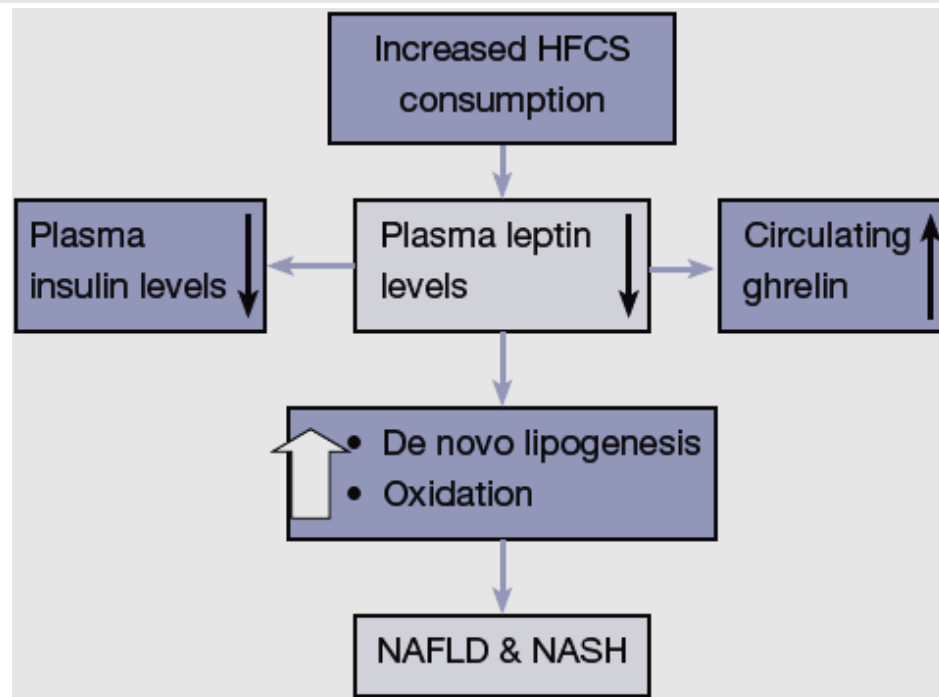 Increased HFCS
consumption
Plasma
insulin levels
Plasma leptin
levels
Circulating
ghrelin
• De novo lipogenesis
• Oxidation
NAFLD & NASH